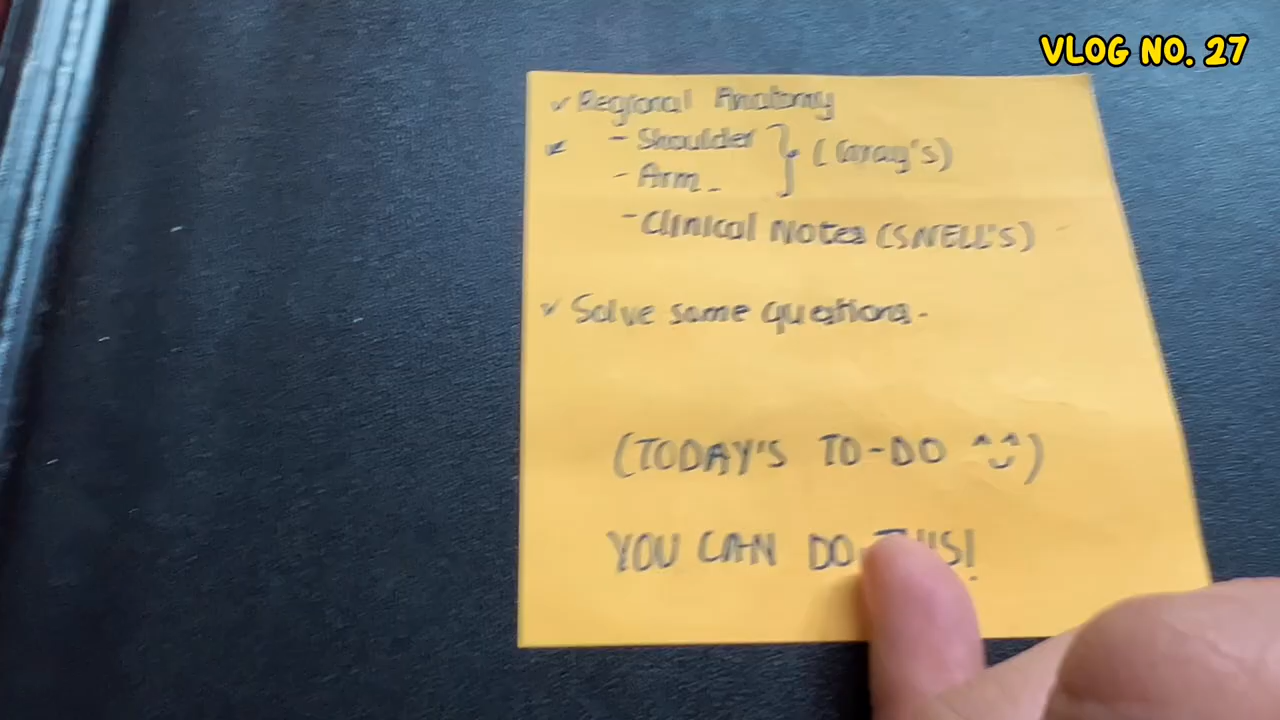 VLOG NO. 27
✓ Regional Anatomy
- Shoulder
- Arm. } (Gray's)
- Clinical Notes (SNELL'S)
✓ Solve some questions.
(TODAY'S TO-DO ^◡^)
YOU CAN DO THIS!